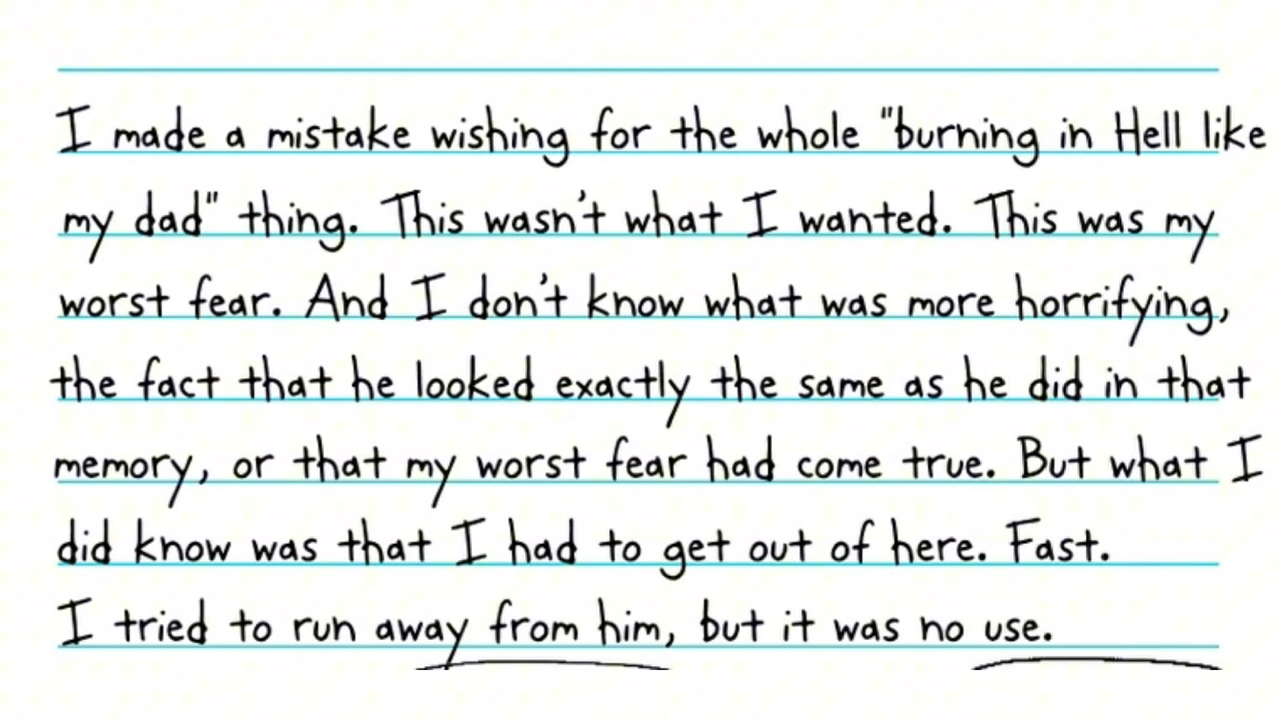 I made a mistake wishing for the whole "burning in Hell like
my dad" thing. This wasn't what I wanted. This was my
worst fear. And I don't know what was more horrifying,
the fact that he looked exactly the same as he did in that
memory, or that my worst fear had come true. But what I
did know was that I had to get out of here. Fast.
I tried to run away from him, but it was no use.